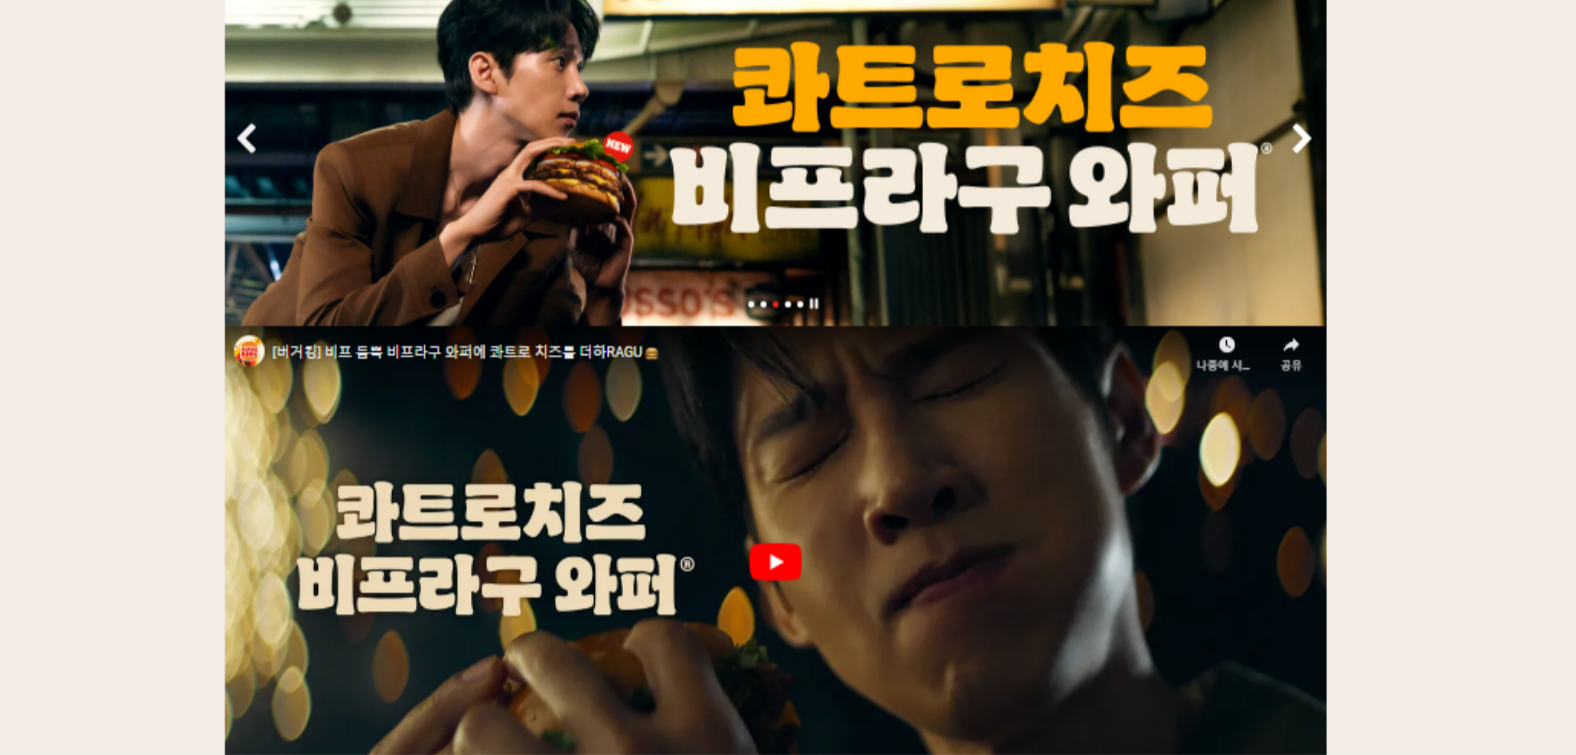 콰트로치즈
NEW
비프라구 와퍼®
USSO'S
[버거킹] 비프 듬뿍 비프라구 와퍼에 콰트로 치즈를 더하RAGU🍔
나중에 시...
공유
콰트로치즈
비프라구 와퍼®